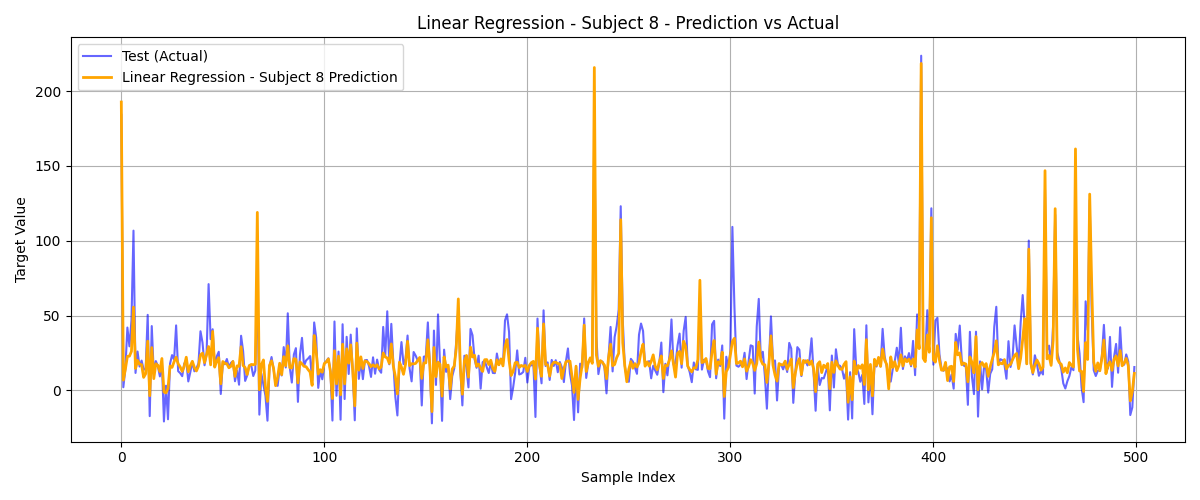 Linear Regression - Subject 8 - Prediction vs Actual
Test (Actual)
Linear Regression - Subject 8 Prediction
Target Value
200
150
100
50
0
0 100 200 300 400 500
Sample Index